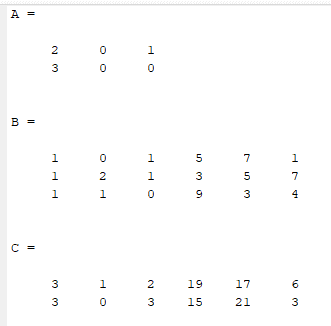 A =
2 0 1
3 0 0
B =
1 0 1 5 7 1
1 2 1 3 5 7
1 1 0 9 3 4
C =
3 1 2 19 17 6
3 0 3 15 21 3